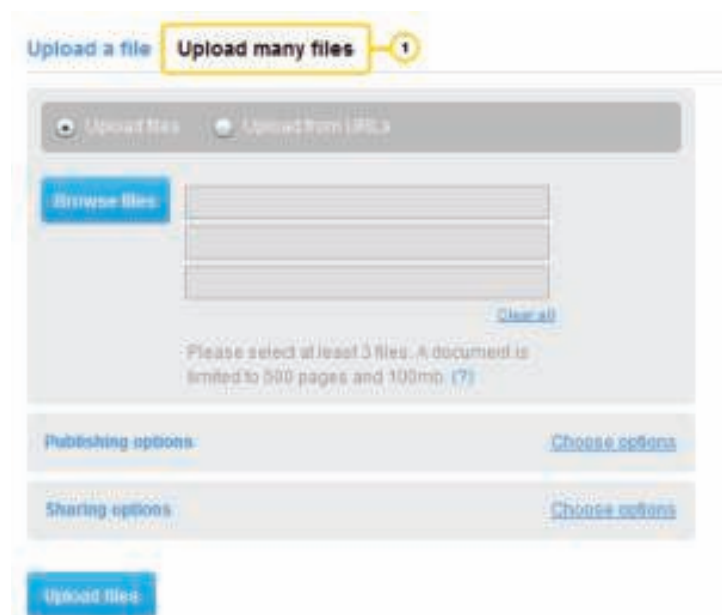 Upload a file Upload many files 1
Upload files Upload from URLs
Browse files
Clear all
Please select at least 3 files. A document is
limited to 500 pages and 100mb. (?)
Publishing options Choose options
Sharing options Choose options
Upload files